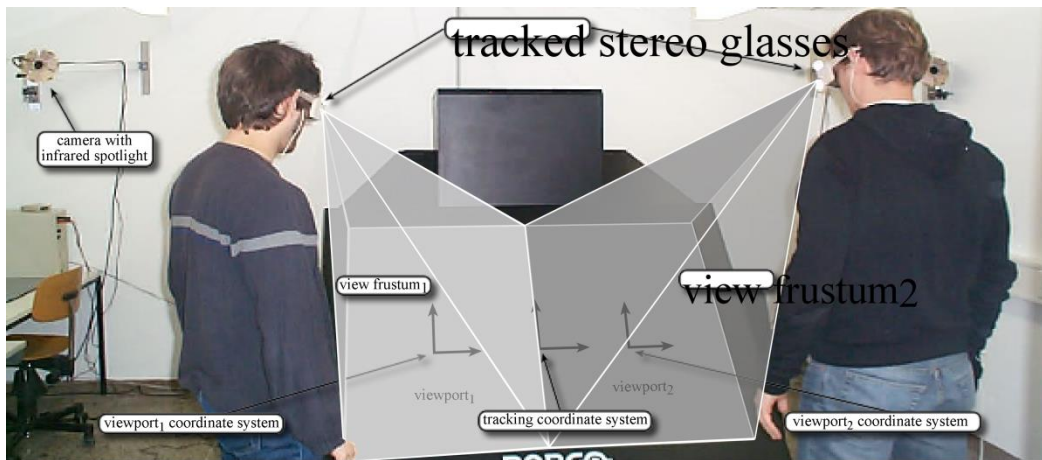 tracked stereo glasses
camera with
infrared spotlight
view frustum1
view frustum2
viewport1
viewport2
viewport1 coordinate system
tracking coordinate system
viewport2 coordinate system